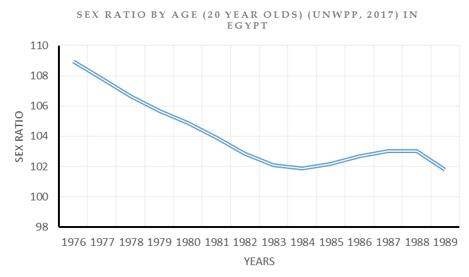 SEX RATIO BY AGE (20 YEAR OLDS) (UNWPP, 2017) IN
EGYPT
110
108
106
104
102
100
98
SEX RATIO
1976 1977 1978 1979 1980 1981 1982 1983 1984 1985 1986 1987 1988 1989
YEARS